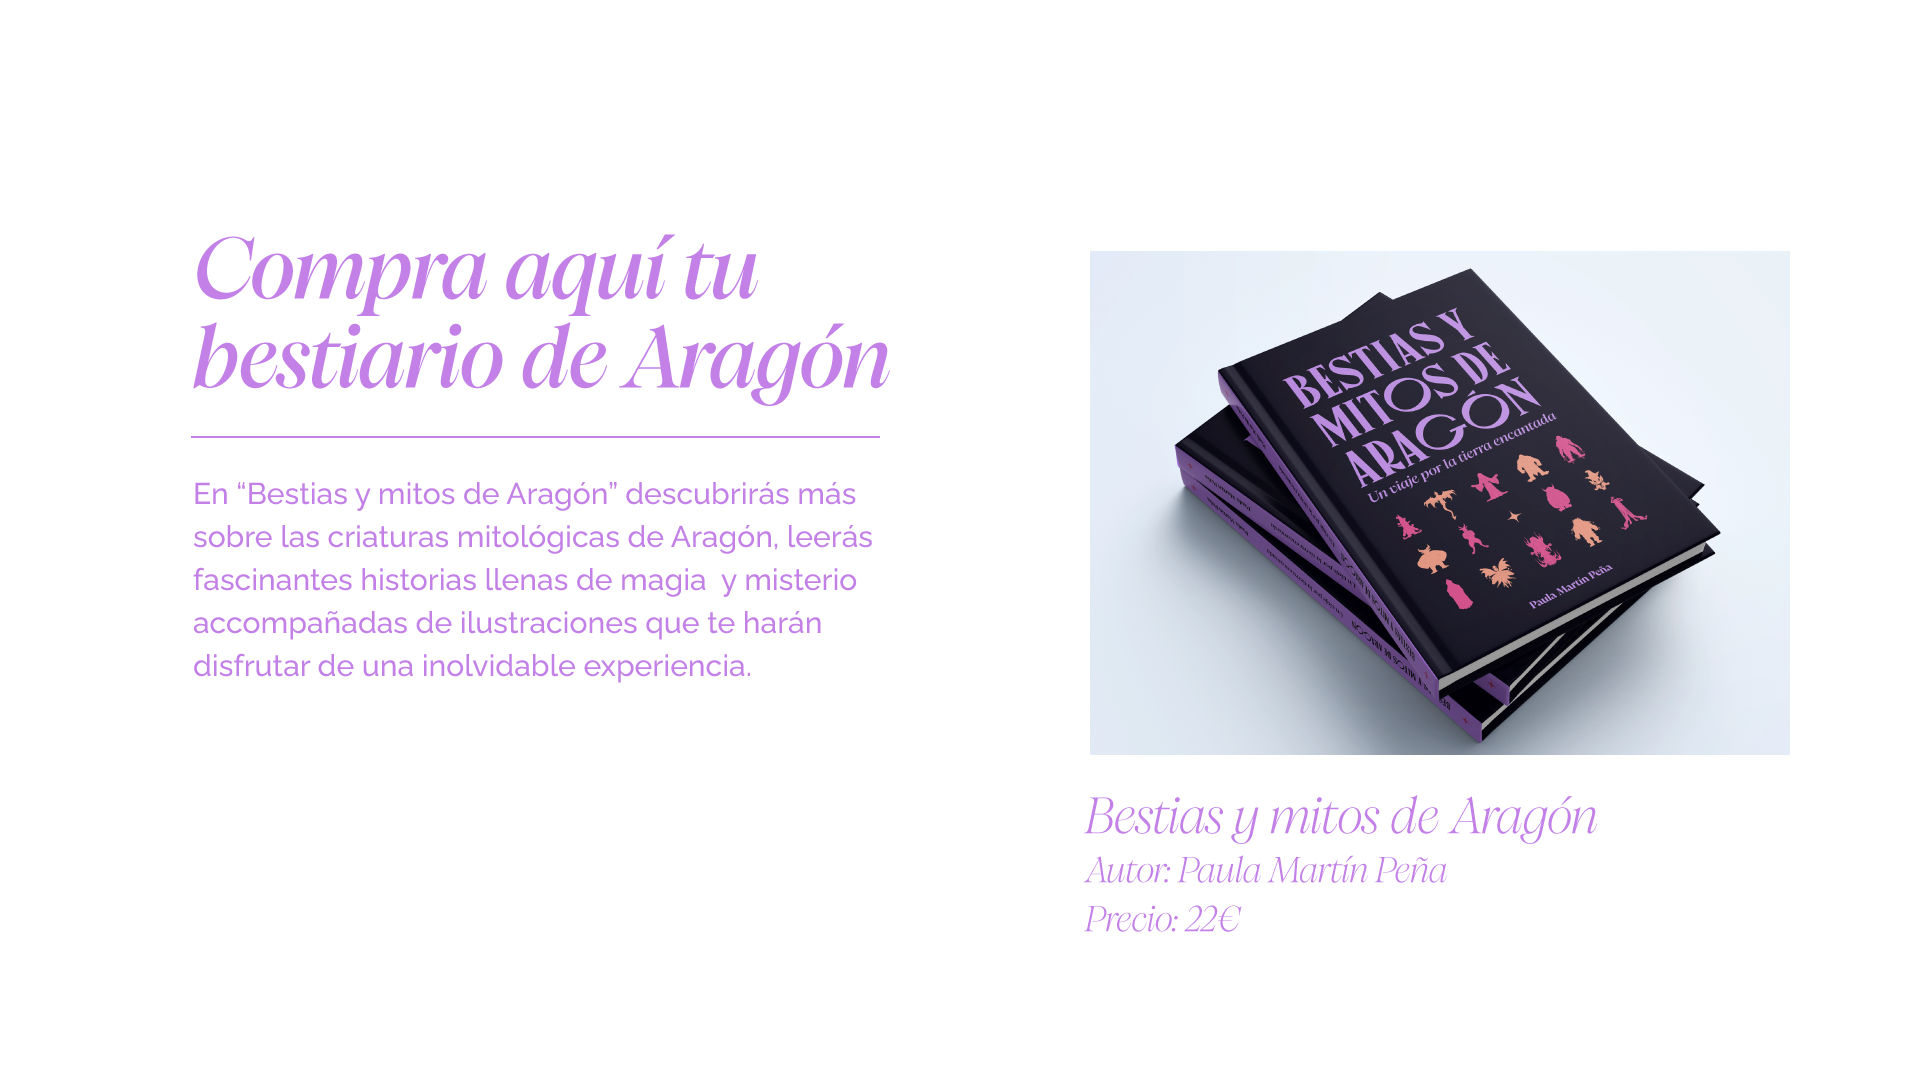 Compra aquí tu
bestiario de Aragón
En “Bestias y mitos de Aragón” descubrirás más
sobre las criaturas mitológicas de Aragón, leerás
fascinantes historias llenas de magia  y misterio
accompañadas de ilustraciones que te harán
disfrutar de una inolvidable experiencia.
BESTIAS Y
MITOS DE
ARAGÓN
Un viaje por la tierra encantada
Paula Martín Peña
Bestias y mitos de Aragón
Autor: Paula Martín Peña
Precio: 22€